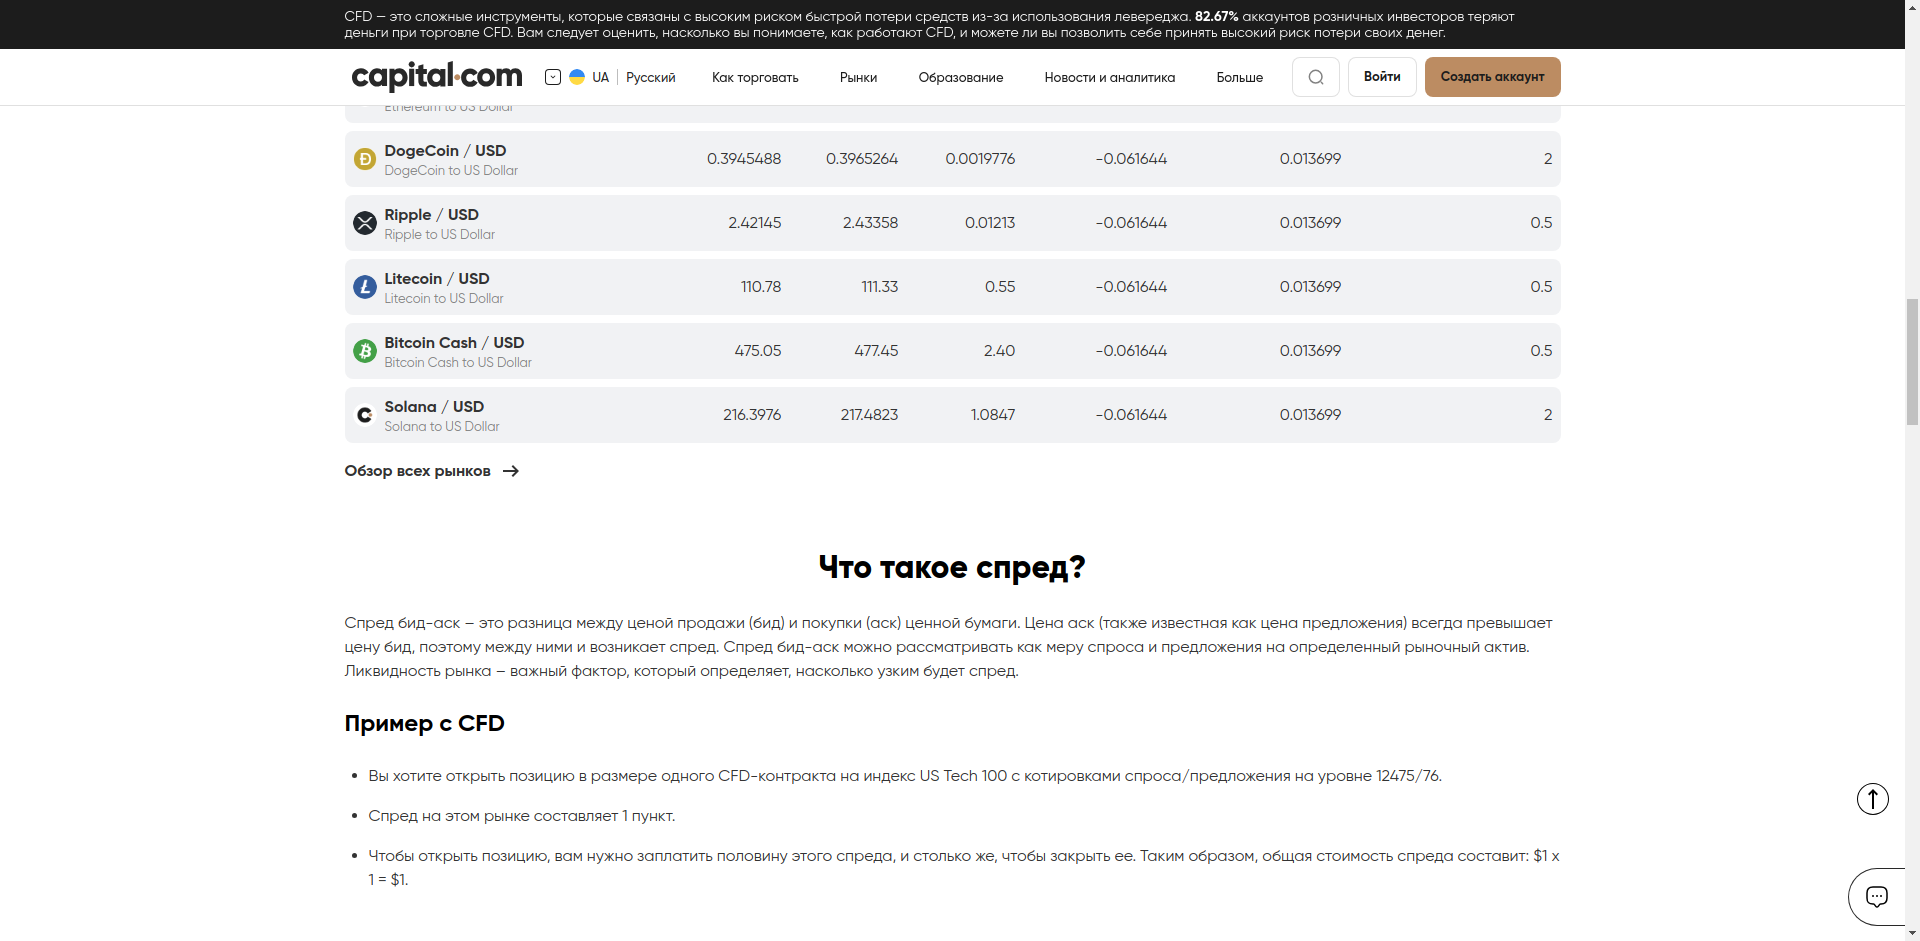 CFD — это сложные инструменты, которые связаны с высоким риском быстрой потери средств из-за использования левереджа. 82.67% аккаунтов розничных инвесторов теряют
деньги при торговле CFD. Вам следует оценить, насколько вы понимаете, как работают CFD, и можете ли вы позволить себе принять высокий риск потери своих денег.
capital.com UA Русский Как торговать Рынки Образование Новости и аналитика Больше Войти Создать аккаунт
Ethereum to US Dollar
DogeCoin / USD 0.3945488 0.3965264 0.0019776 -0.061644 0.013699 2
DogeCoin to US Dollar
Ripple / USD 2.42145 2.43358 0.01213 -0.061644 0.013699 0.5
Ripple to US Dollar
Litecoin / USD 110.78 111.33 0.55 -0.061644 0.013699 0.5
Litecoin to US Dollar
Bitcoin Cash / USD 475.05 477.45 2.40 -0.061644 0.013699 0.5
Bitcoin Cash to US Dollar
Solana / USD 216.3976 217.4823 1.0847 -0.061644 0.013699 2
Solana to US Dollar
Обзор всех рынков
Что такое спред?
Спред бид-аск – это разница между ценой продажи (бид) и покупки (аск) ценной бумаги. Цена аск (также известная как цена предложения) всегда превышает
цену бид, поэтому между ними и возникает спред. Спред бид-аск можно рассматривать как меру спроса и предложения на определенный рыночный актив.
Ликвидность рынка – важный фактор, который определяет, насколько узким будет спред.
Пример с CFD
• Вы хотите открыть позицию в размере одного CFD-контракта на индекс US Tech 100 с котировками спроса/предложения на уровне 12475/76.
• Спред на этом рынке составляет 1 пункт.
• Чтобы открыть позицию, вам нужно заплатить половину этого спреда, и столько же, чтобы закрыть ее. Таким образом, общая стоимость спреда составит: $1 x
1 = $1.